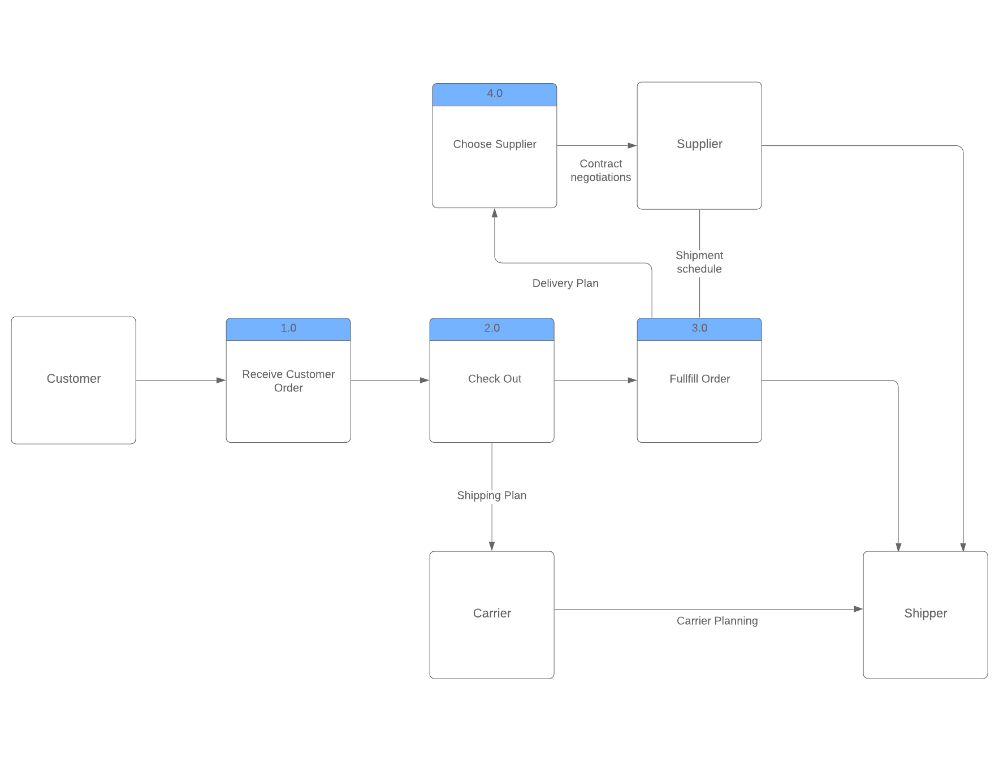 4.0
Choose Supplier
Supplier
Contract
negotiations
Shipment
schedule
Delivery Plan
Customer
1.0
Receive Customer
Order
2.0
Check Out
3.0
Fullfill Order
Shipping Plan
Carrier
Carrier Planning
Shipper